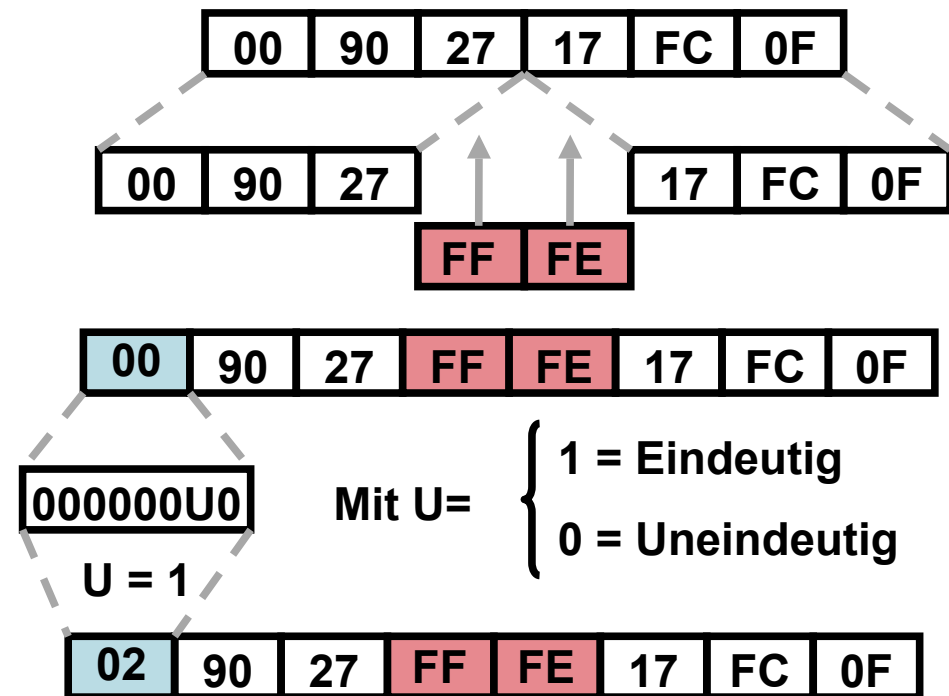 00 90 27 17 FC 0F
00 90 27 17 FC 0F
FF FE
00 90 27 FF FE 17 FC 0F
1 = Eindeutig
000000U0 Mit U=
0 = Uneindeutig
U = 1
02 90 27 FF FE 17 FC 0F